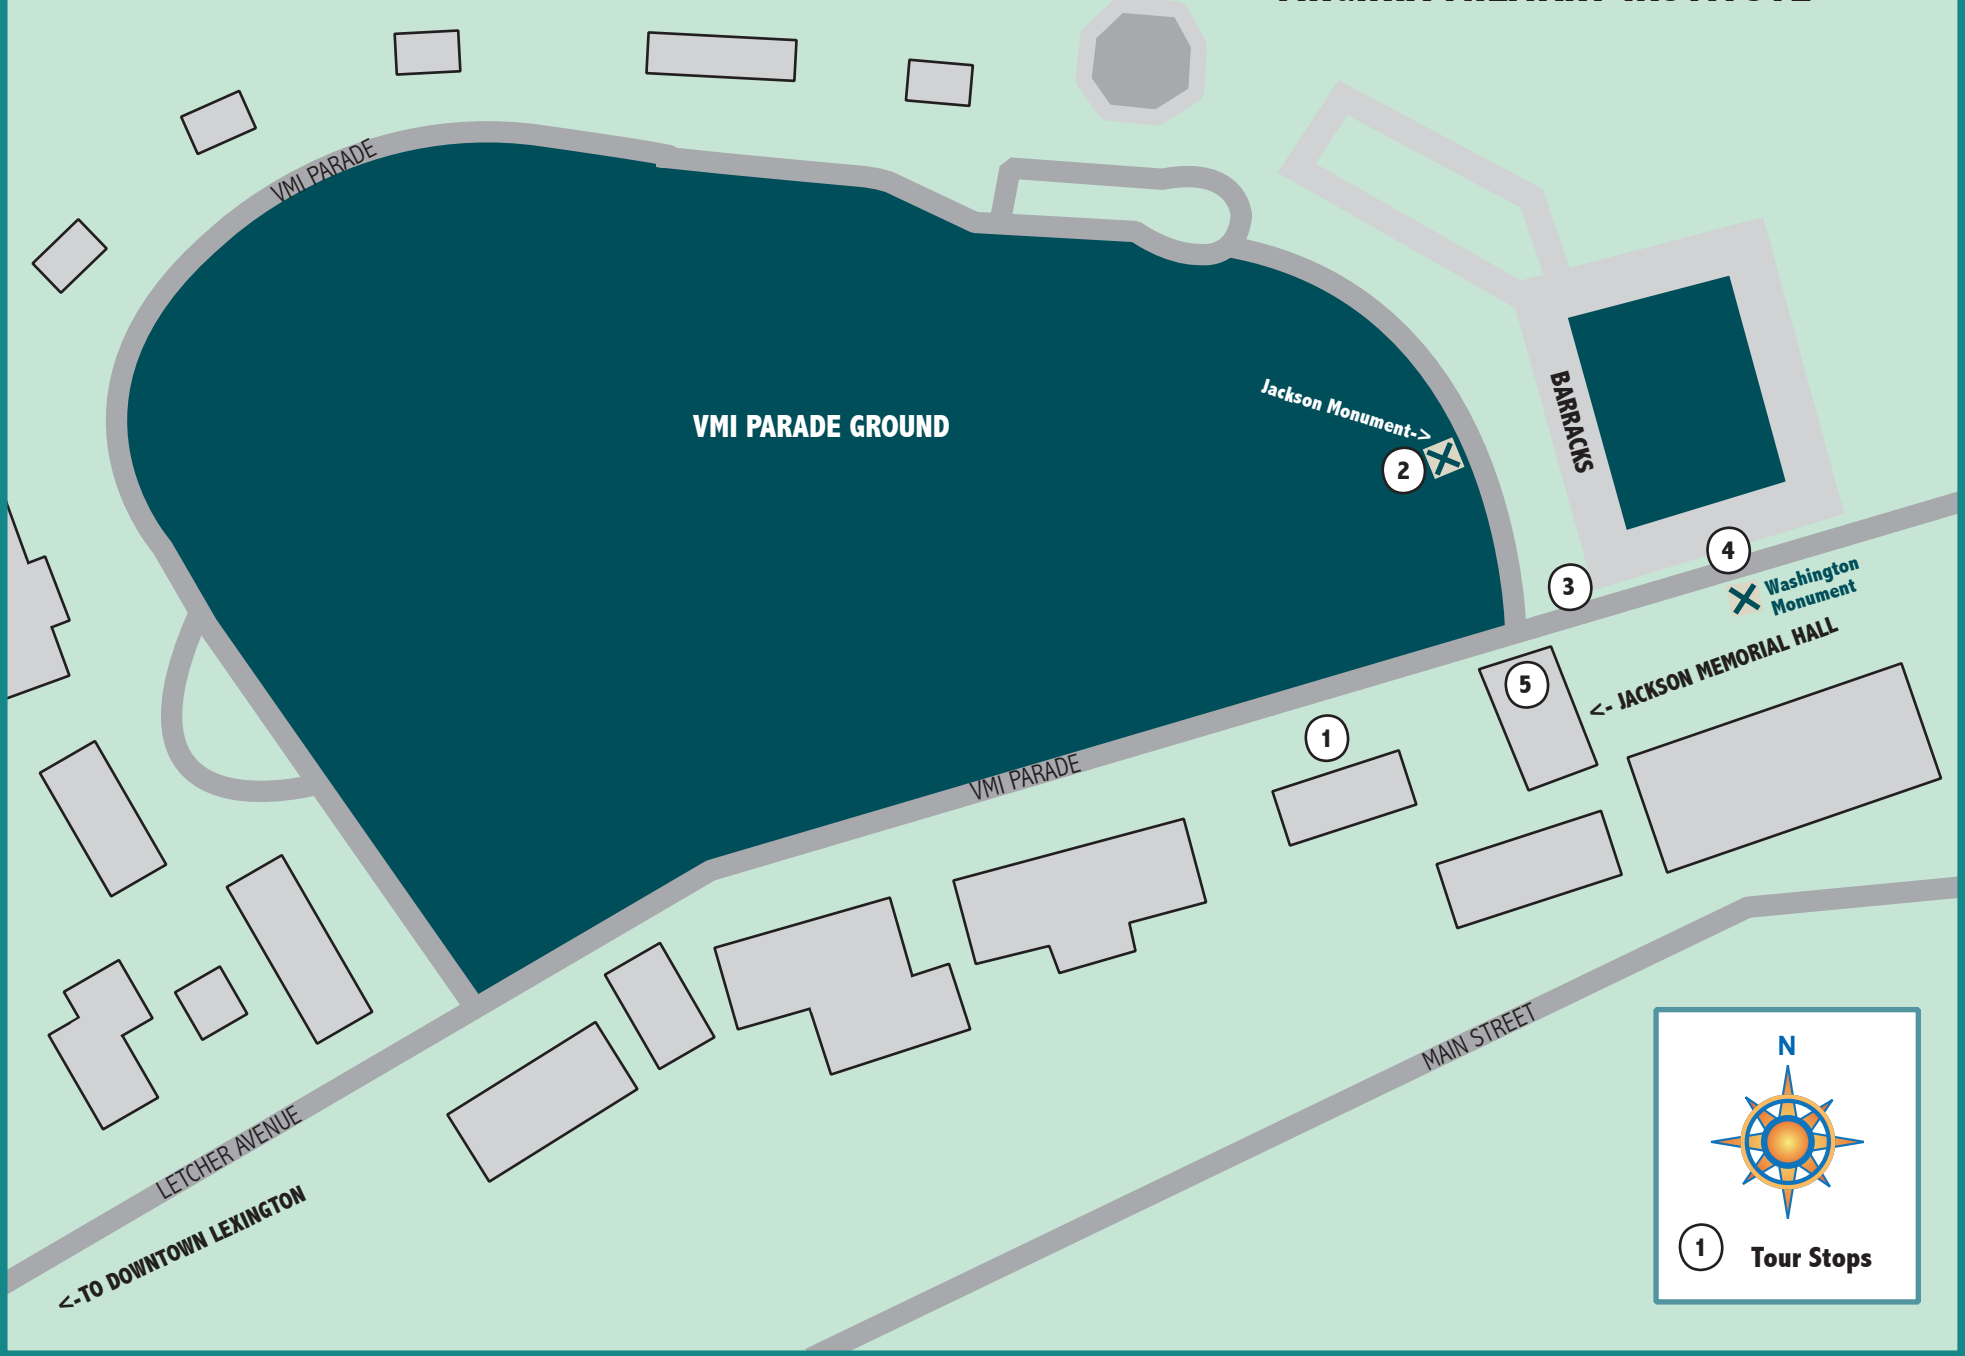 VMI PARADE
Jackson Monument->
VMI PARADE GROUND
BARRACKS
2
4
3
Washington
Monument
<- JACKSON MEMORIAL HALL
5
1
VMI PARADE
MAIN STREET
LETCHER AVENUE
<-TO DOWNTOWN LEXINGTON
N
1
Tour Stops